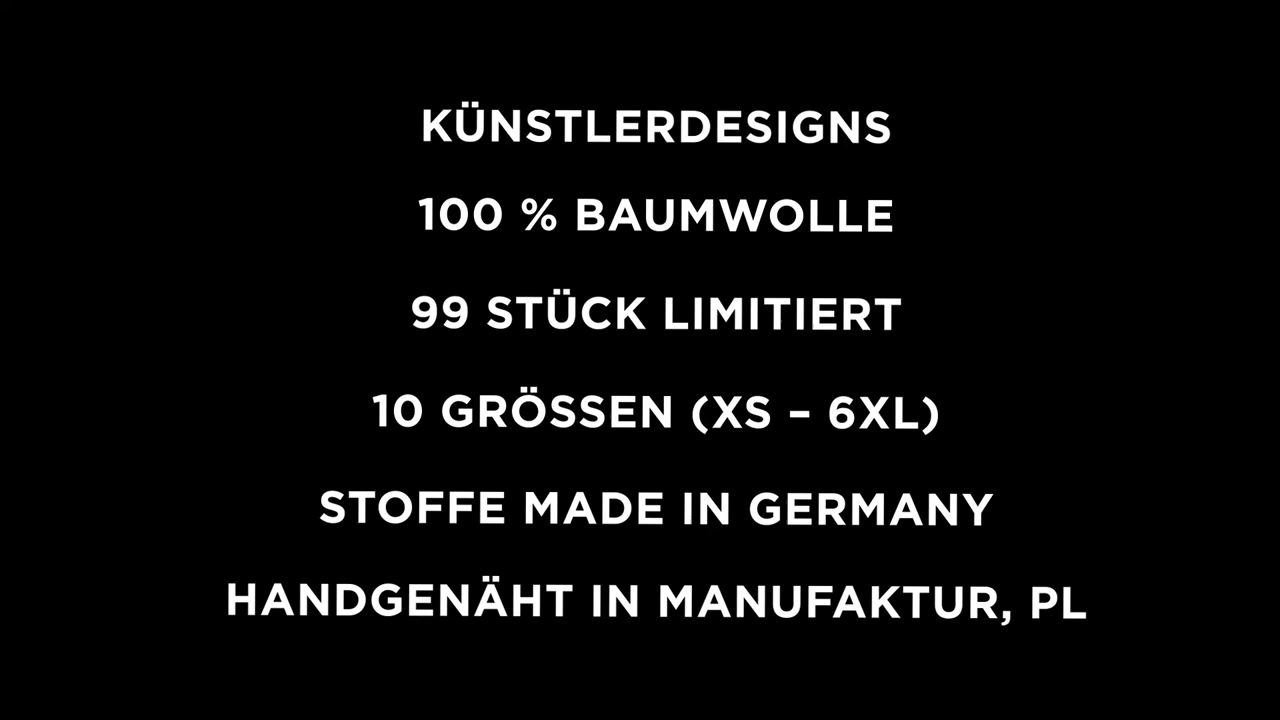 KÜNSTLERDESIGNS
100 % BAUMWOLLE
99 STÜCK LIMITIERT
10 GRÖSSEN (XS – 6XL)
STOFFE MADE IN GERMANY
HANDGENÄHT IN MANUFAKTUR, PL